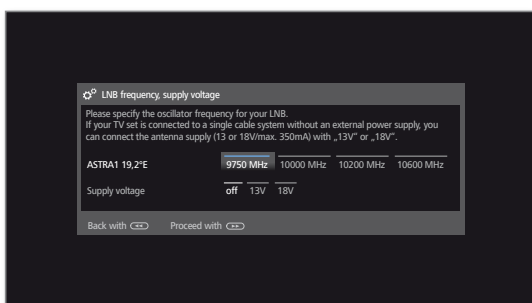 LNB frequency, supply voltage
Please specify the oscillator frequency for your LNB.
If your TV set is connected to a single cable system without an external power supply, you
can connect the antenna supply (13 or 18V/max. 350mA) with „13V" or „18V".
ASTRA1 19,2°E 9750 MHz 10000 MHz 10200 MHz 10600 MHz
Supply voltage off 13V 18V
Back with ◄◄ Proceed with ►►